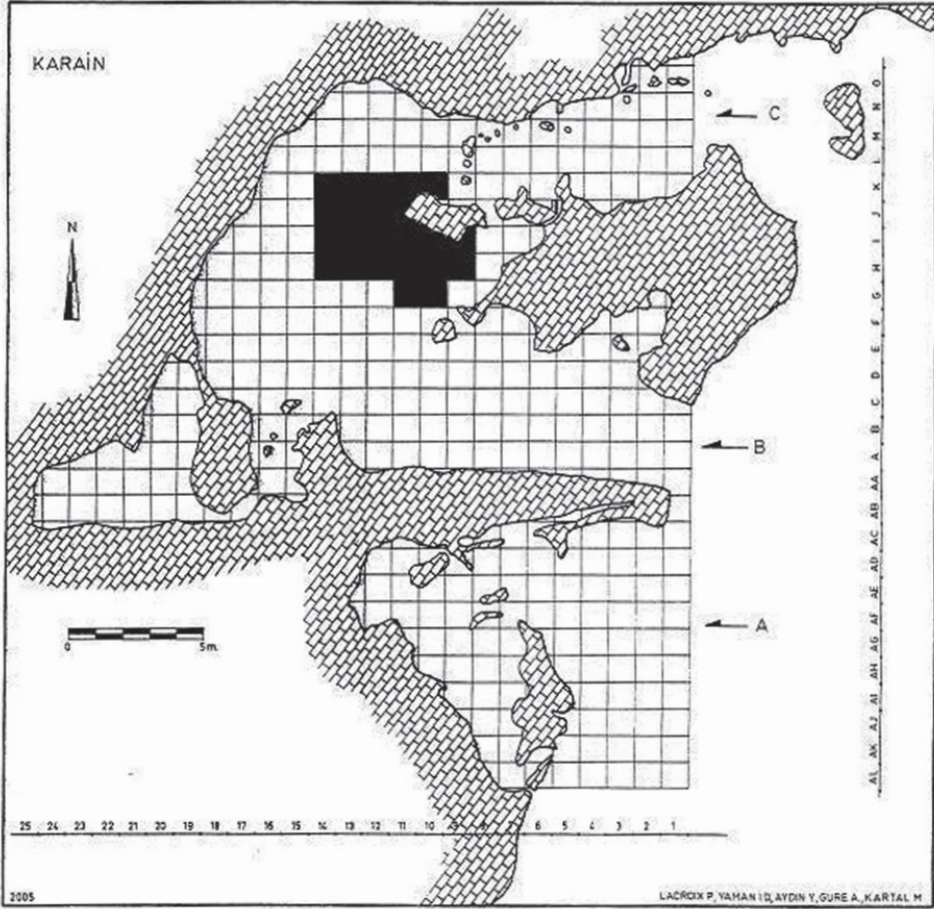 KARAİN
C
N
B
A
O
N
M
L
K
J
I
H
G
F
E
D
C
B
A
AA
AB
AC
AD
AE
AF
AG
AH
AI
AJ
AK
AL
0 5m.
25 24 23 22 21 20 19 18 17 16 15 14 13 12 11 10 9 8 7 6 5 4 3 2 1
2005
LACROIX P, YAMAN I D, AYDIN Y, GURE A., KARTAL M